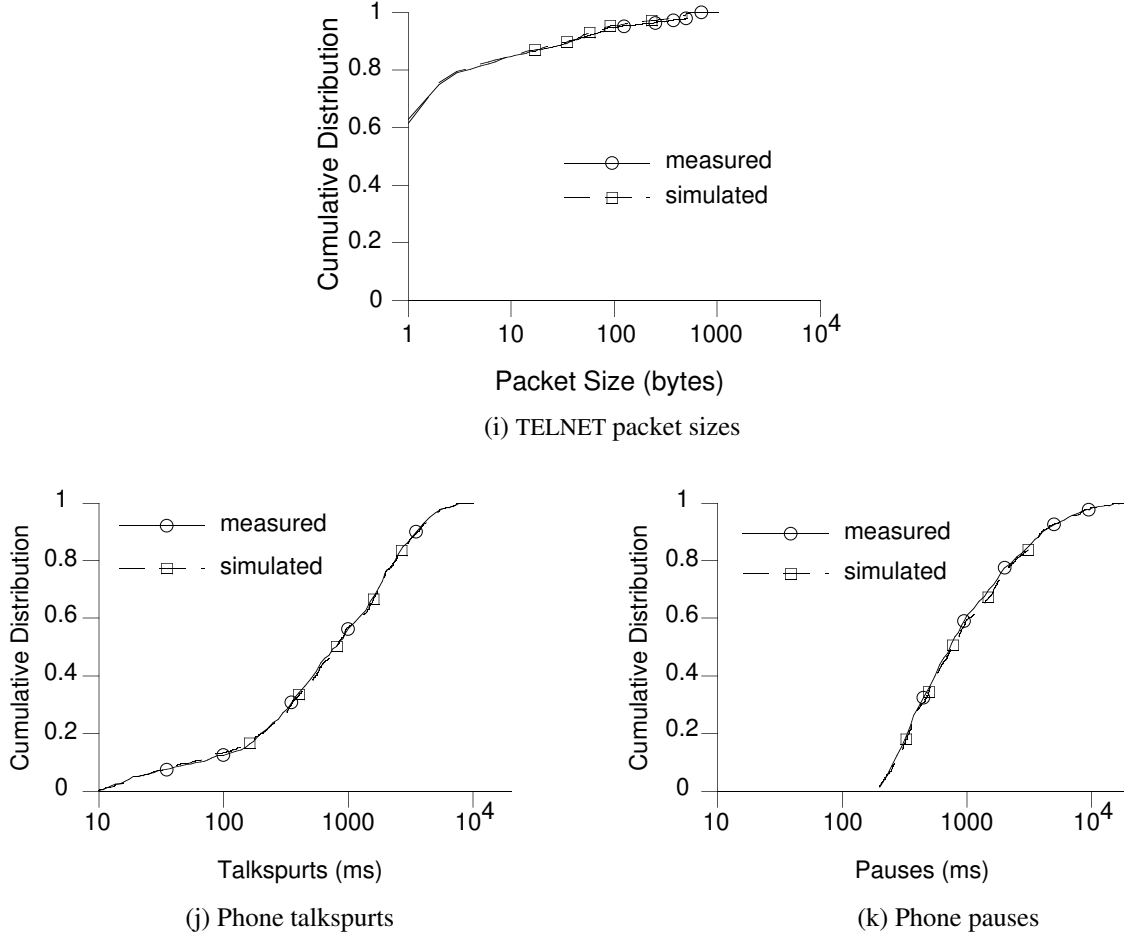 Cumulative Distribution
1
0.8
0.6
0.4
0.2
0
measured
simulated
1
10
100
1000
10^4
Packet Size (bytes)
(i) TELNET packet sizes
Cumulative Distribution
1
0.8
0.6
0.4
0.2
0
measured
simulated
10
100
1000
10^4
Talkspurts (ms)
(j) Phone talkspurts
Cumulative Distribution
1
0.8
0.6
0.4
0.2
0
measured
simulated
10
100
1000
10^4
Pauses (ms)
(k) Phone pauses